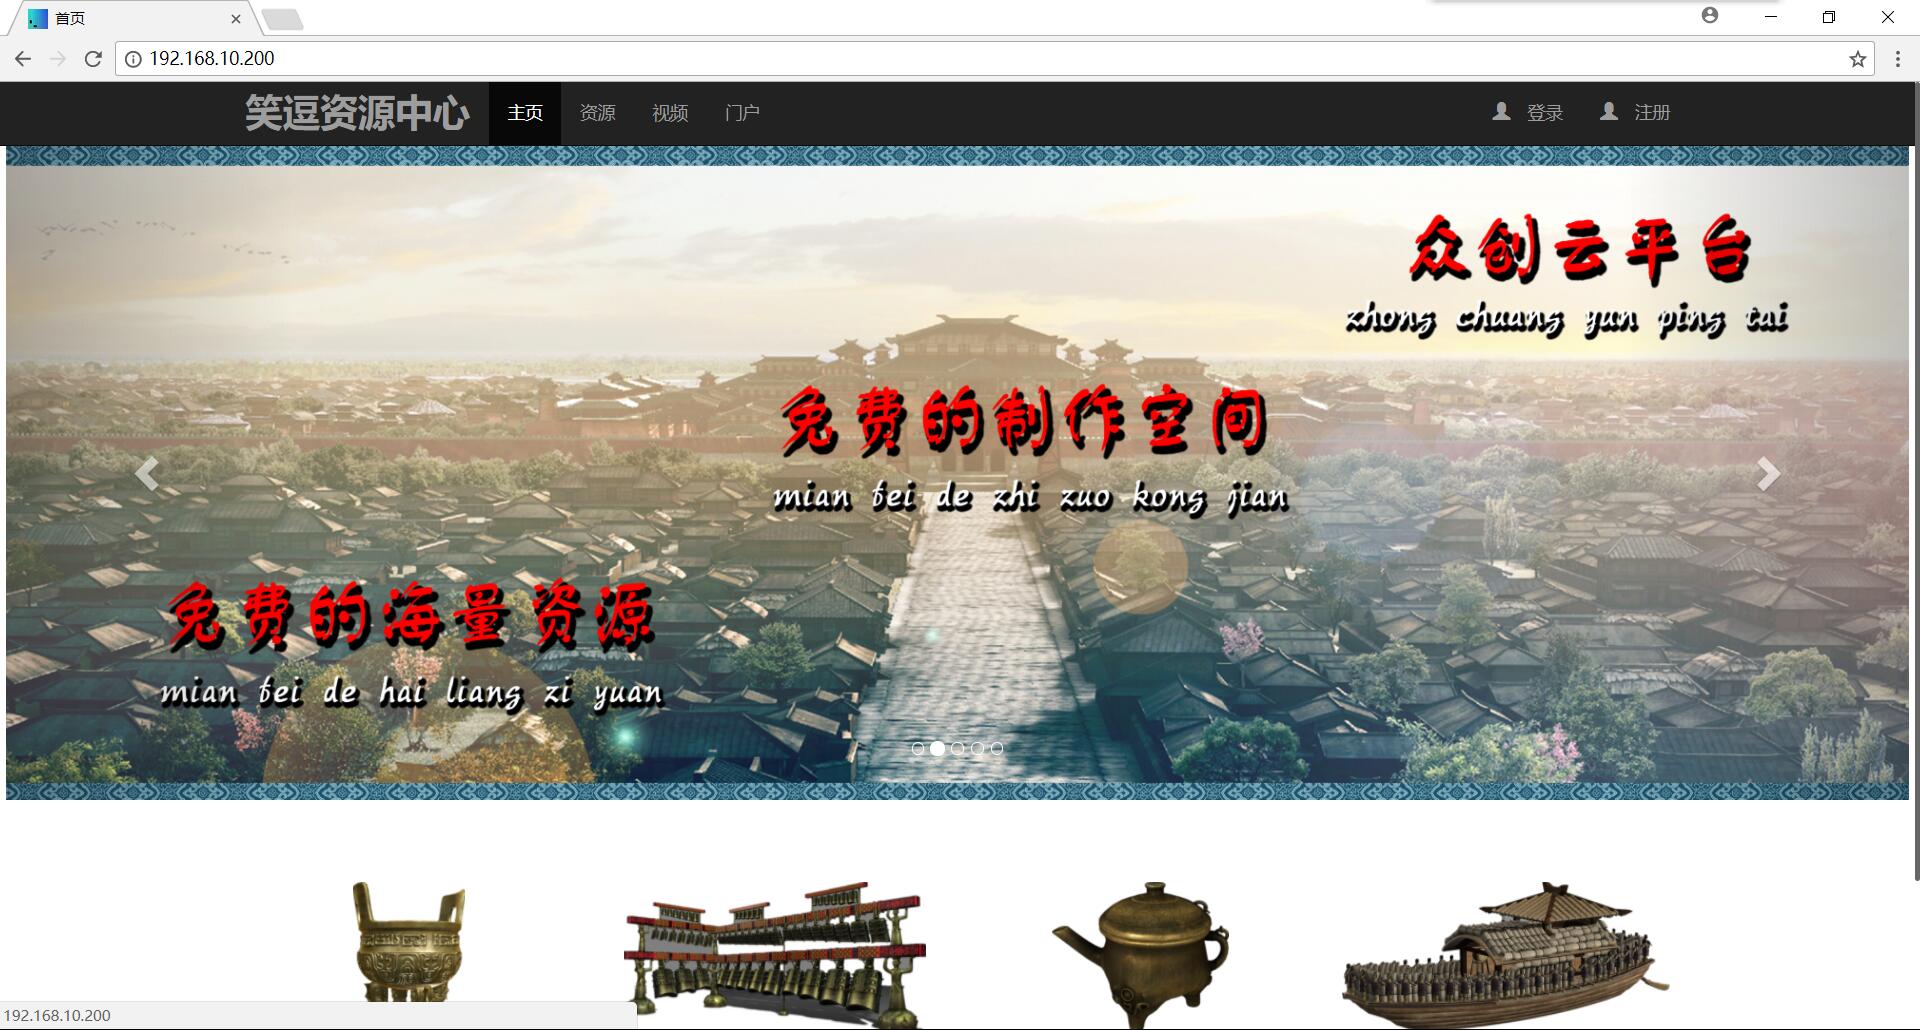 首页
192.168.10.200
笑逗资源中心 主页 资源 视频 门户 登录 注册
众创云平台
zhong chuang yun ping tai
免费的制作空间
mian fei de zhi zuo kong jian
免费的海量资源
mian fei de hai liang zi yuan
192.168.10.200